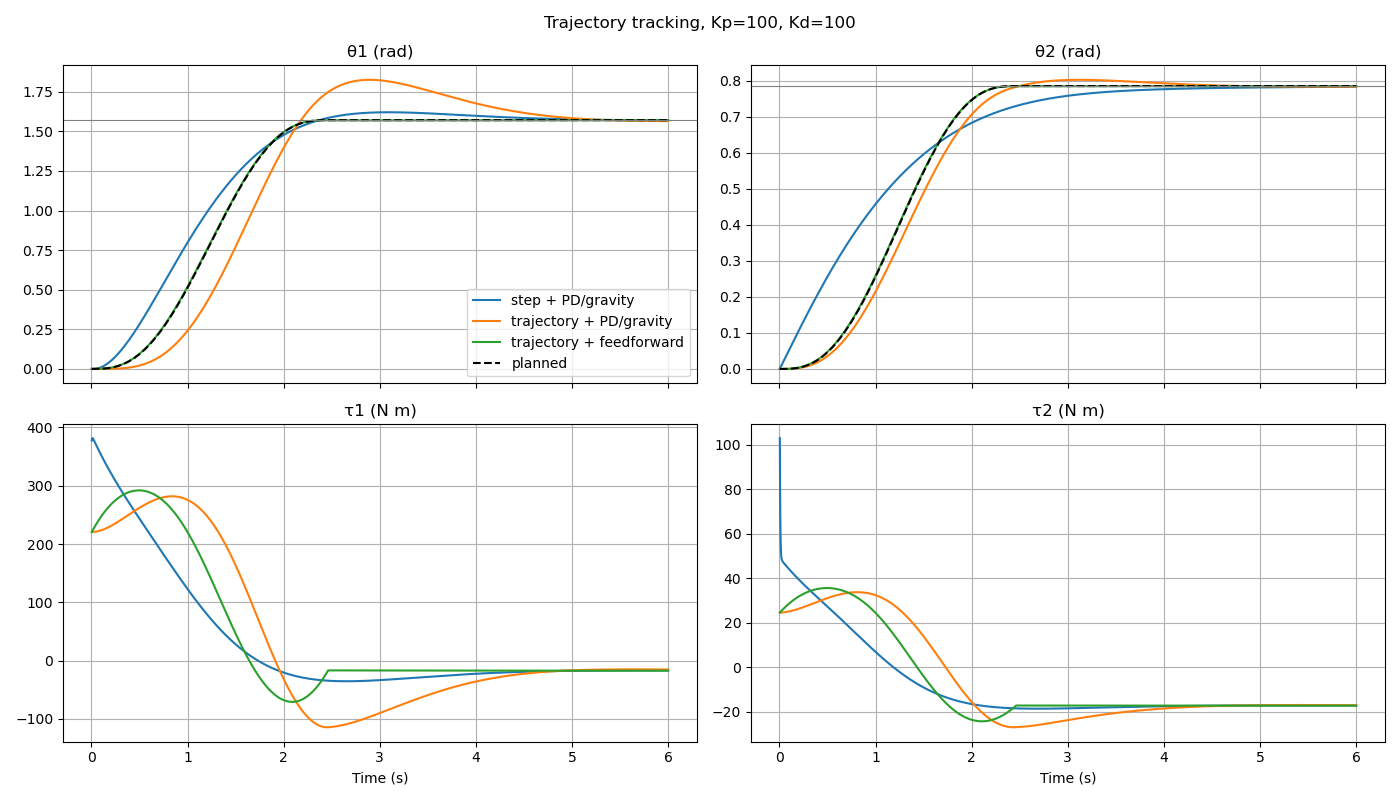 Trajectory tracking, Kp=100, Kd=100
θ1 (rad)
1.75
1.50
1.25
1.00
0.75
0.50
0.25
0.00
step + PD/gravity
trajectory + PD/gravity
trajectory + feedforward
planned
θ2 (rad)
0.8
0.7
0.6
0.5
0.4
0.3
0.2
0.1
0.0
τ1 (N m)
400
300
200
100
0
−100
0 1 2 3 4 5 6
Time (s)
τ2 (N m)
100
80
60
40
20
0
−20
0 1 2 3 4 5 6
Time (s)